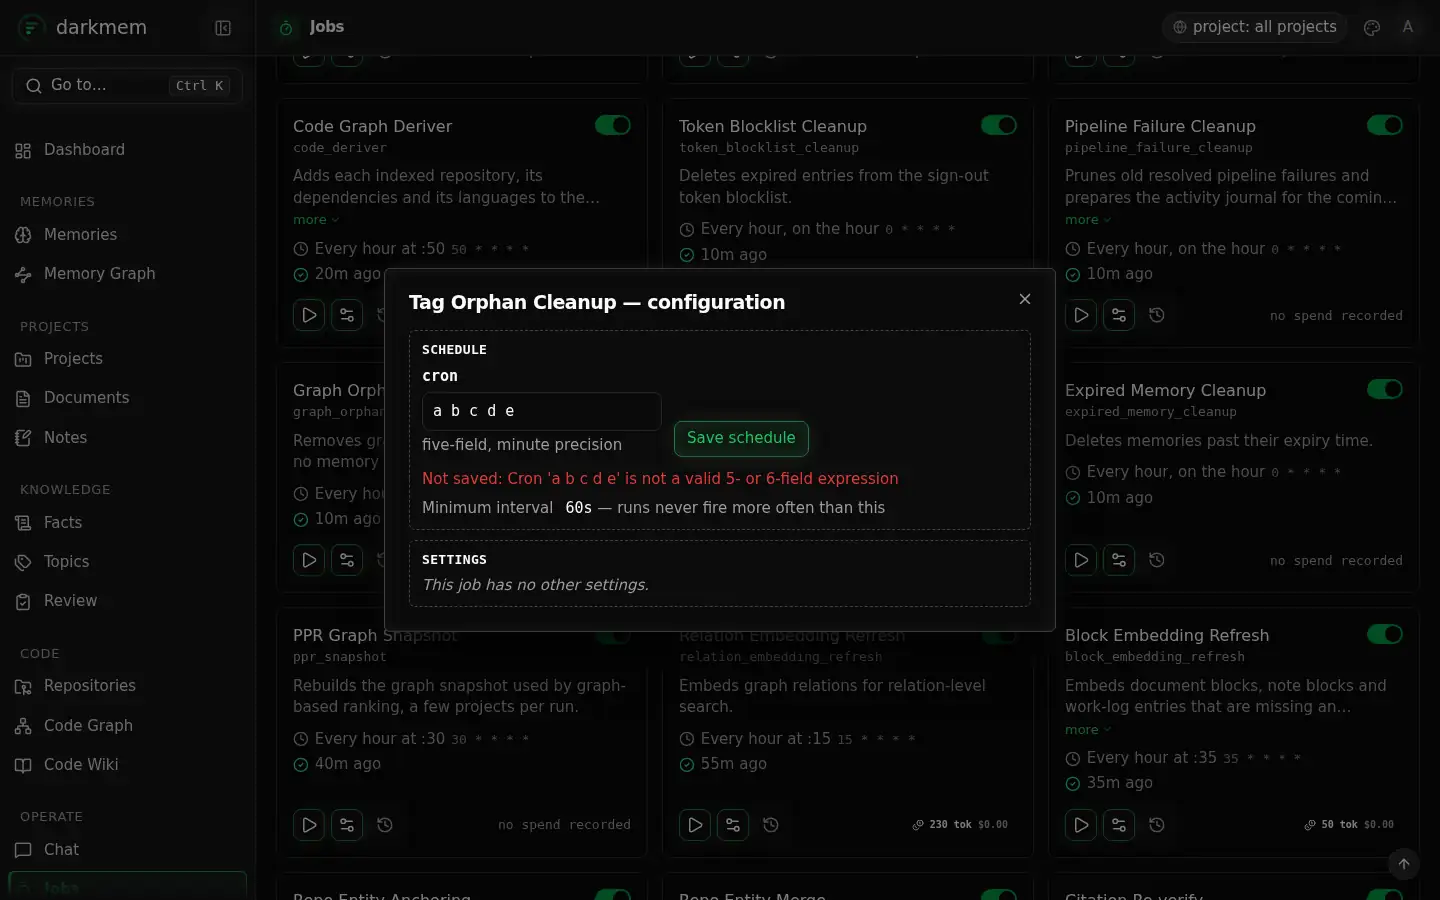 darkmem
Jobs
project: all projects
A
Go to...
Ctrl K
Dashboard
MEMORIES
Memories
Memory Graph
PROJECTS
Projects
Documents
Notes
KNOWLEDGE
Facts
Topics
Review
CODE
Repositories
Code Graph
Code Wiki
OPERATE
Chat
Jobs
Code Graph Deriver
code_deriver
Adds each indexed repository, its
dependencies and its languages to the…
more
Every hour at :50 50 * * * *
20m ago
Token Blocklist Cleanup
token_blocklist_cleanup
Deletes expired entries from the sign-out
token blocklist.
Every hour, on the hour 0 * * * *
10m ago
Pipeline Failure Cleanup
pipeline_failure_cleanup
Prunes old resolved pipeline failures and
prepares the activity journal for the comin…
more
Every hour, on the hour 0 * * * *
10m ago
no spend recorded
Tag Orphan Cleanup — configuration
SCHEDULE
cron
a b c d e
five-field, minute precision
Save schedule
Not saved: Cron 'a b c d e' is not a valid 5- or 6-field expression
Minimum interval 60s — runs never fire more often than this
SETTINGS
This job has no other settings.
Graph Orph
graph_orphan
Removes gr
no memory
Every hou
10m ago
Expired Memory Cleanup
expired_memory_cleanup
Deletes memories past their expiry time.
Every hour, on the hour 0 * * * *
10m ago
no spend recorded
PPR Graph Snapshot
ppr_snapshot
Rebuilds the graph snapshot used by graph-
based ranking, a few projects per run.
Every hour at :30 30 * * * *
40m ago
no spend recorded
Relation Embedding Refresh
relation_embedding_refresh
Embeds graph relations for relation-level
search.
Every hour at :15 15 * * * *
55m ago
230 tok $0.00
Block Embedding Refresh
block_embedding_refresh
Embeds document blocks, note blocks and
work-log entries that are missing an…
more
Every hour at :35 35 * * * *
35m ago
50 tok $0.00
Repo Entity Anchoring
Repo Entity Merge
Citation Re-verify